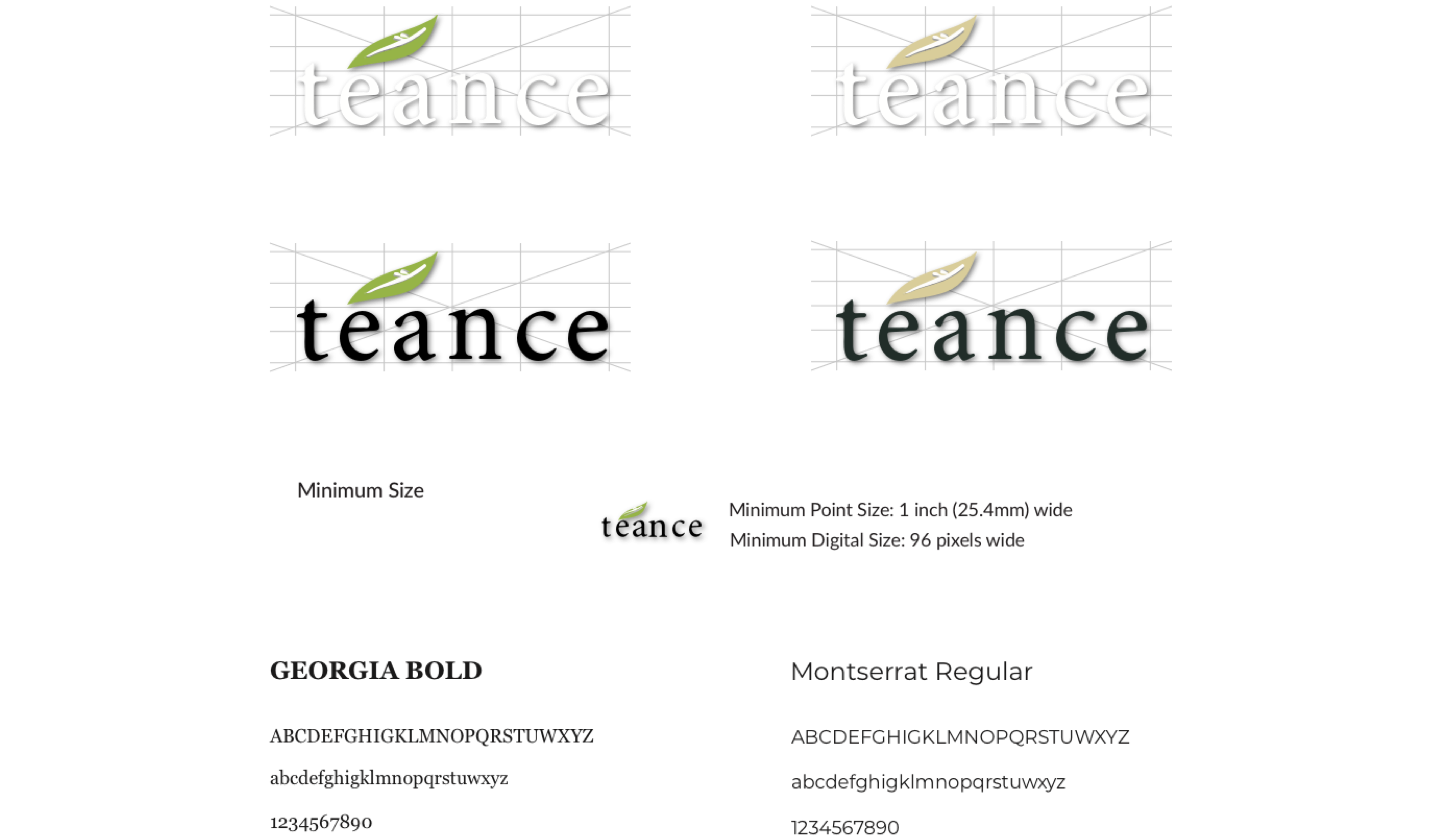 teance
teance
teance
teance
Minimum Size
teance
Minimum Point Size: 1 inch (25.4mm) wide
Minimum Digital Size: 96 pixels wide
GEORGIA BOLD
Montserrat Regular
ABCDEFGHIGKLMNOPQRSTUWXYZ
ABCDEFGHIGKLMNOPQRSTUWXYZ
abcdefghigklmnopqrstuwxyz
abcdefghigklmnopqrstuwxyz
1234567890
1234567890